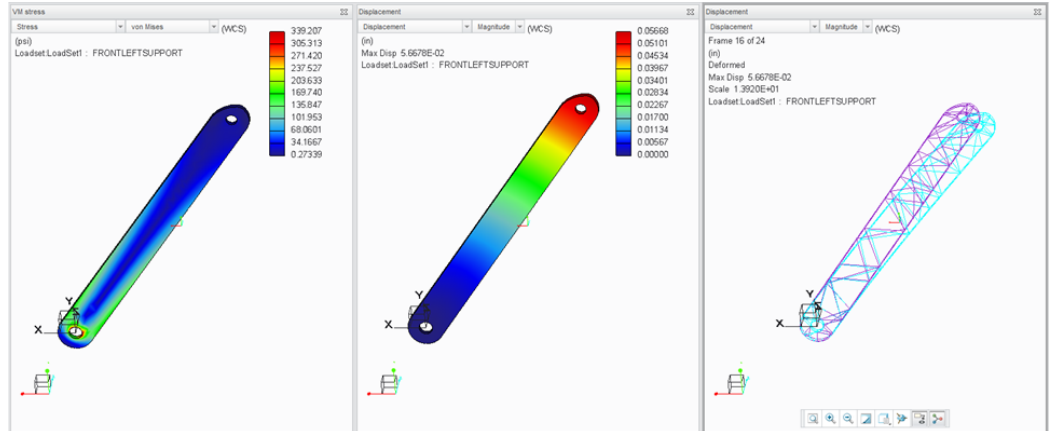 VM stress
Stress von Mises (WCS)
(psi)
Loadset:LoadSet1 : FRONTLEFTSUPPORT
339.207
305.313
271.420
237.527
203.633
169.740
135.847
101.953
68.0601
34.1667
0.27339
Y
X
Displacement
Displacement Magnitude (WCS)
(in)
Max Disp 5.6678E-02
Loadset:LoadSet1 : FRONTLEFTSUPPORT
0.05668
0.05101
0.04534
0.03967
0.03401
0.02834
0.02267
0.01700
0.01134
0.00567
0.00000
Y
X
Displacement
Displacement Magnitude (WCS)
Frame 16 of 24
(in)
Deformed
Max Disp 5.6678E-02
Scale 1.3920E+01
Loadset:LoadSet1 : FRONTLEFTSUPPORT
Y
X